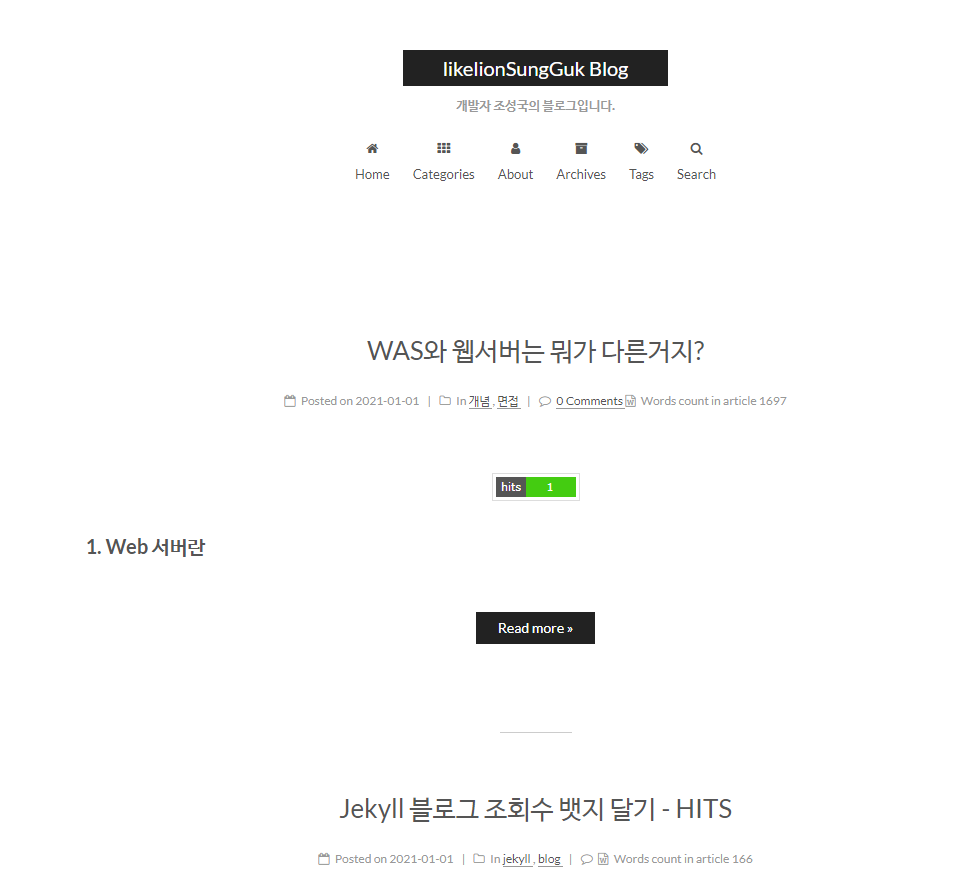 likelionSungGuk Blog
개발자 조성국의 블로그입니다.
Home Categories About Archives Tags Search
WAS와 웹서버는 뭐가 다른거지?
Posted on 2021-01-01 | In 개념 , 면접 | 0 Comments Words count in article 1697
hits 1
1. Web 서버란
Read more »
Jekyll 블로그 조회수 뱃지 달기 - HITS
Posted on 2021-01-01 | In jekyll , blog | Words count in article 166